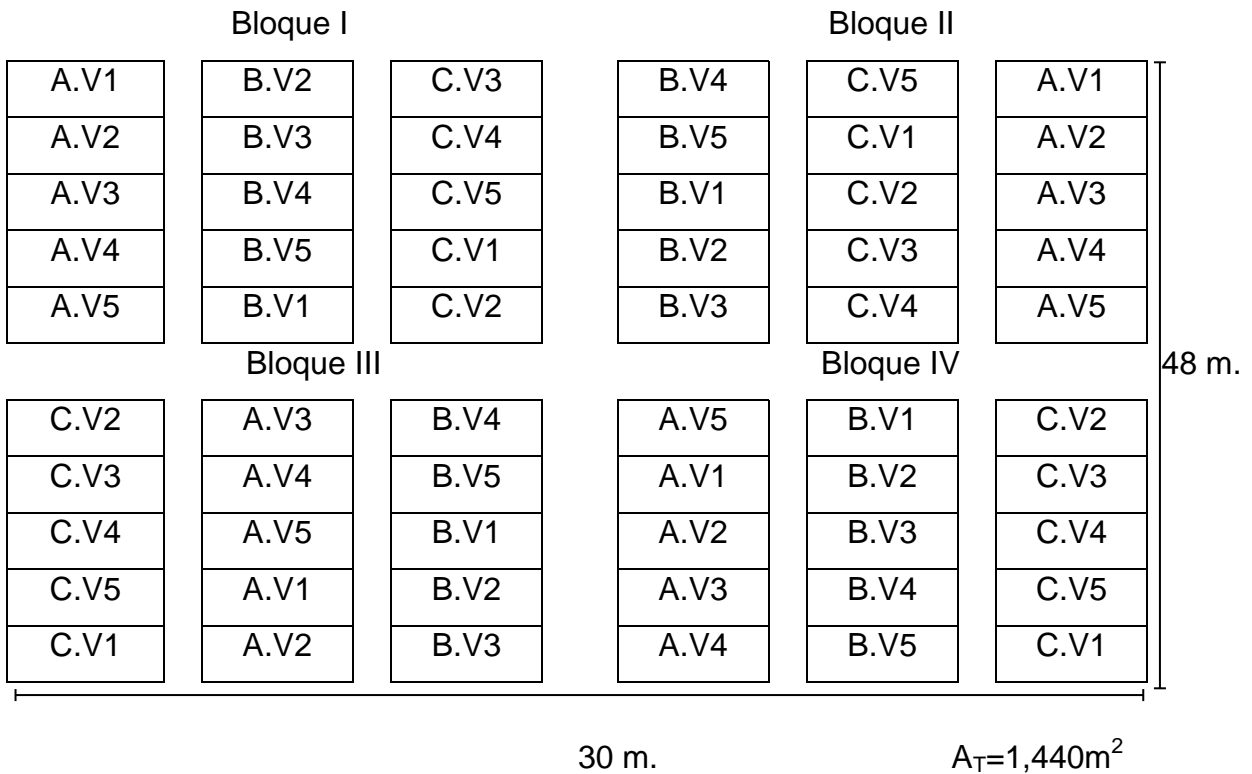 Bloque I Bloque II
A.V1 B.V2 C.V3 B.V4 C.V5 A.V1
A.V2 B.V3 C.V4 B.V5 C.V1 A.V2
A.V3 B.V4 C.V5 B.V1 C.V2 A.V3
A.V4 B.V5 C.V1 B.V2 C.V3 A.V4
A.V5 B.V1 C.V2 B.V3 C.V4 A.V5
Bloque III Bloque IV 48 m.
C.V2 A.V3 B.V4 A.V5 B.V1 C.V2
C.V3 A.V4 B.V5 A.V1 B.V2 C.V3
C.V4 A.V5 B.V1 A.V2 B.V3 C.V4
C.V5 A.V1 B.V2 A.V3 B.V4 C.V5
C.V1 A.V2 B.V3 A.V4 B.V5 C.V1
30 m. A_T=1,440m²